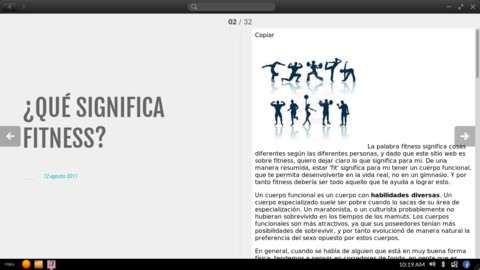 02 / 32
Copiar
¿QUÉ SIGNIFICA
FITNESS?
12 agosto 2011
La palabra fitness significa cosas
diferentes según las diferentes personas, y dado que este sitio web es
sobre fitness, quiero dejar claro lo que significa para mi. De una
manera resumida, estar 'fit' significa para mi tener un cuerpo funcional,
que te permita desenvolverte en la vida real, no en un gimnasio. Y por
tanto fitness debería ser todo aquello que te ayuda a lograr esto.
Un cuerpo funcional es un cuerpo con habilidades diversas. Un
cuerpo especializado suele ser pobre cuando lo sacas de su área de
especialización. Un maratonista, o un culturista probablemente no
hubieran sobrevivido en los tiempos de los mamuts. Los cuerpos
funcionales son más atractivos, ya que sus poseedores tenían más
posibilidades de sobrevivir, y por tanto evolucionó de manera natural la
preferencia del sexo opuesto por estos cuerpos.
En general, cuando se habla de alguien que está en muy buena forma
física, tendemos a pensar en corredores de fondo, en gente que es
10:19 AM